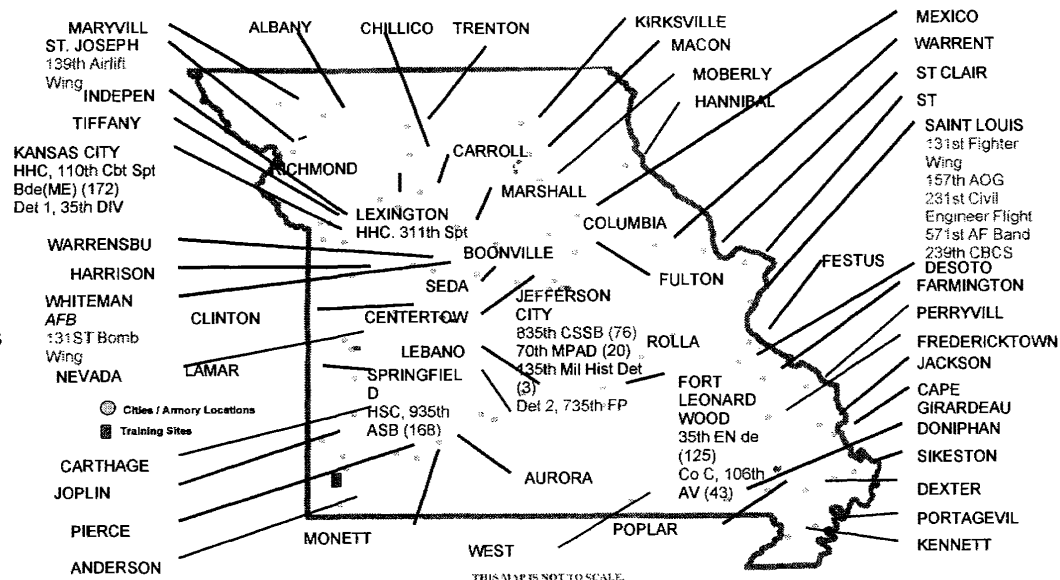 MARYVILL
ST. JOSEPH
139th Airlift
Wing
INDEPEN
TIFFANY
KANSAS CITY
HHC, 110th Cbt Spt
Bde(ME) (172)
Det 1, 35th DIV
WARRENSBU
HARRISON
WHITEMAN
AFB
131ST Bomb
Wing
NEVADA
CLINTON
LAMAR
Cities / Armory Locations
Training Sites
CARTHAGE
JOPLIN
PIERCE
ANDERSON
ALBANY
CHILLICO
TRENTON
KIRKSVILLE
MACON
MOBERLY
HANNIBAL
RICHMOND
CARROLL
MARSHALL
LEXINGTON
HHC. 311th Spt
COLUMBIA
BOONVILLE
SEDA
FULTON
CENTERTOW
JEFFERSON
CITY
835th CSSB (76)
70th MPAD (20)
135th Mil Hist Det
(3)
Det 2, 735th FP
LEBANO
ROLLA
SPRINGFIEL
D
HSC, 935th
ASB (168)
FORT
LEONARD
WOOD
35th EN de
(125)
Co C, 106th
AV (43)
AURORA
MONETT
WEST
POPLAR
MEXICO
WARRENT
ST CLAIR
ST
SAINT LOUIS
131st Fighter
Wing
157th AOG
231st Civil
Engineer Flight
571st AF Band
239th CBCS
FESTUS
DESOTO
FARMINGTON
PERRYVILL
FREDERICKTOWN
JACKSON
CAPE
GIRARDEAU
DONIPHAN
SIKESTON
DEXTER
PORTAGEVIL
KENNETT
THIS MAP IS NOT TO SCALE.